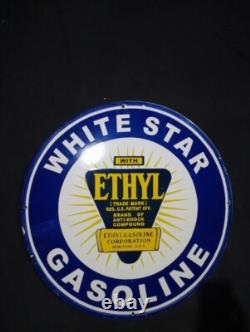 WHITE STAR
WITH
ETHYL
[TRADE MARK]
REG. U.S. PATENT OFF.
BRAND OF
ANTI-KNOCK
COMPOUND
ETHYL GASOLINE
CORPORATION
NEW YORK U.S.A.
GASOLINE
ebay